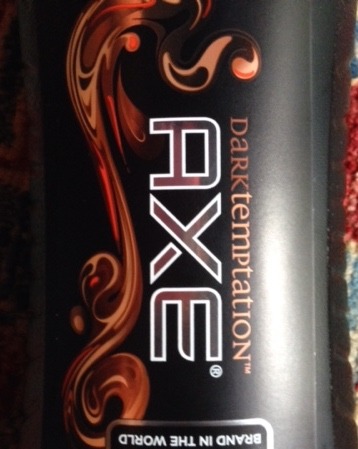 DARKtemptation™
AXE®
BRAND IN THE WORLD